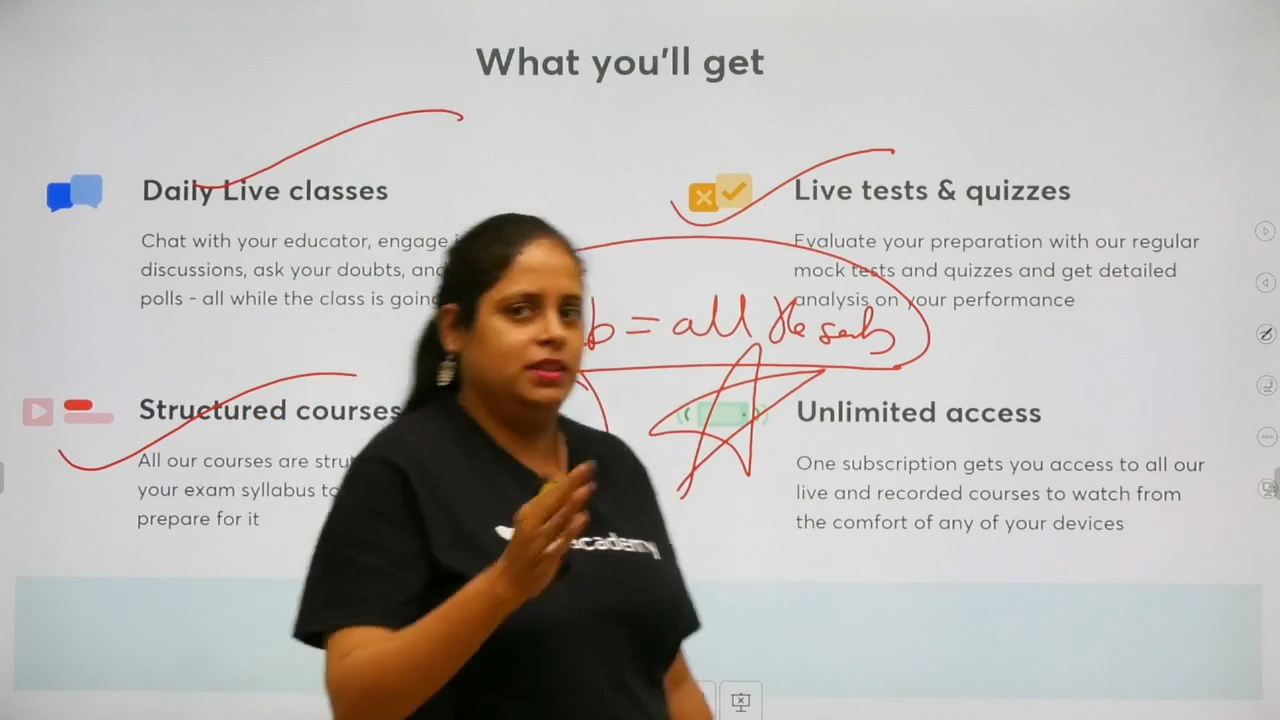 What you'll get
Daily Live classes
Chat with your educator, engage
discussions, ask your doubts, and
polls - all while the class is going
Live tests & quizzes
Evaluate your preparation with our regular
mock tests and quizzes and get detailed
analysis on your performance
b = all
Structured courses
All our courses are stru
your exam syllabus to
prepare for it
Unlimited access
One subscription gets you access to all our
live and recorded courses to watch from
the comfort of any of your devices
cademy